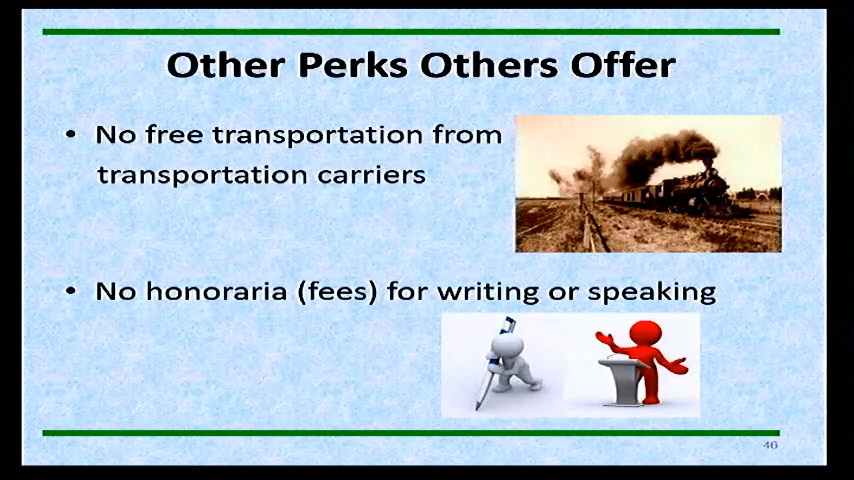 Other Perks Others Offer
• No free transportation from
transportation carriers
• No honoraria (fees) for writing or speaking
46